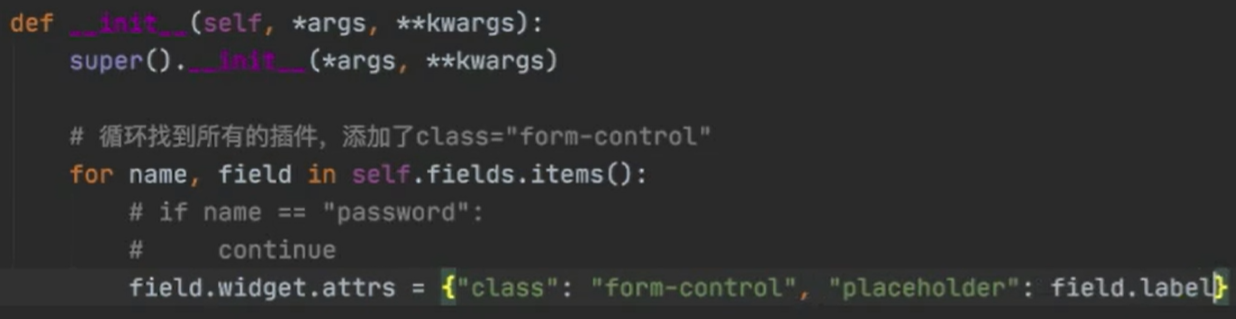 def __init__(self, *args, **kwargs):
    super().__init__(*args, **kwargs)
    # 循环找到所有的插件，添加了class="form-control"
    for name, field in self.fields.items():
        # if name == "password":
        #     continue
        field.widget.attrs = {"class": "form-control", "placeholder": field.label}